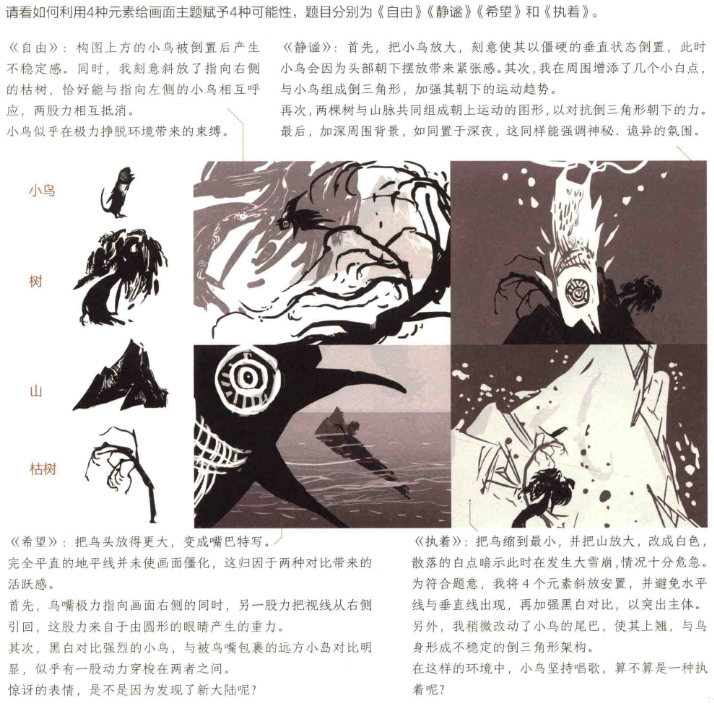 请看如何利用4种元素给画面主题赋予4种可能性，题目分别为《自由》《静谧》《希望》和《执着》。
《自由》：构图上方的小鸟被倒置后产生
不稳定感。同时，我刻意斜放了指向右侧
的枯树，恰好能与指向左侧的小鸟相互呼
应，两股力相互抵消。
小鸟似乎在极力挣脱环境带来的束缚。
《静谧》：首先，把小鸟放大，刻意使其以僵硬的垂直状态倒置，此时
小鸟会因为头部朝下摆放带来紧张感。其次，我在周围增添了几个小白点，
与小鸟组成倒三角形，加强其朝下的运动趋势。
再次，两棵树与山脉共同组成朝上运动的图形，以对抗倒三角形朝下的力。
最后，加深周围背景，如同置于深夜，这同样能强调神秘、诡异的氛围。
小鸟
树
山
枯树
《希望》：把鸟头放得更大，变成嘴巴特写。
完全平直的地平线并未使画面僵化，这归因于两种对比带来的
活跃感。
首先，鸟嘴极力指向画面右侧的同时，另一股力把视线从右侧
引回，这股力来自于由圆形的眼睛产生的重力。
其次，黑白对比强烈的小鸟，与被鸟嘴包裹的远方小岛对比明
显，似乎有一股动力穿梭在两者之间。
惊讶的表情，是不是因为发现了新大陆呢？
《执着》：把鸟缩到最小，并把山放大，改成白色，
散落的白点暗示此时在发生大雪崩，情况十分危急。
为符合题意，我将4个元素斜放安置，并避免水平
线与垂直线出现，再加强黑白对比，以突出主体。
另外，我稍微改动了小鸟的尾巴，使其上翘，与鸟
身形成不稳定的倒三角形架构。
在这样的环境中，小鸟坚持唱歌，算不算是一种执
着呢？